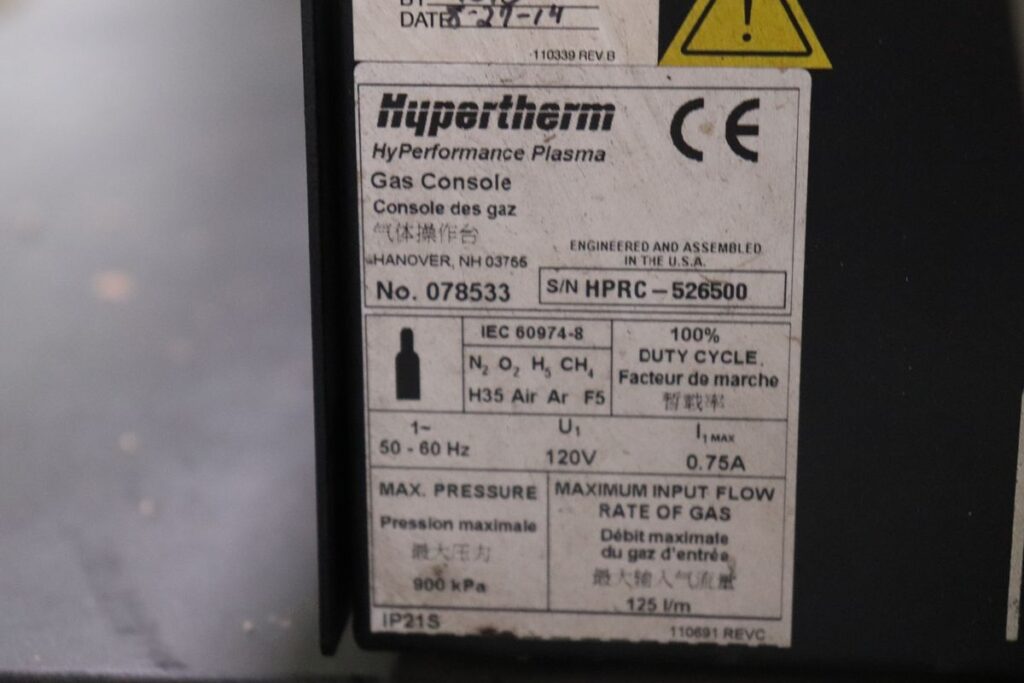 DATE 8-27-14
110339 REV B
Hypertherm
CE
HyPerformance Plasma
Gas Console
Console des gaz
气体操作台
ENGINEERED AND ASSEMBLED
IN THE U.S.A.
HANOVER, NH 03755
No. 078533
S/N HPRC – 526500
IEC 60974-8
N₂ O₂ H₅ CH₄
H35 Air Ar F5
100%
DUTY CYCLE.
Facteur de marche
暂载率
1~
50 - 60 Hz
U₁
120V
I₁ MAX
0.75A
MAX. PRESSURE
Pression maximale
最大压力
900 kPa
MAXIMUM INPUT FLOW
RATE OF GAS
Débit maximale
du gaz d'entrée
最大输入气流量
125 l/m
IP21S
110691 REVC